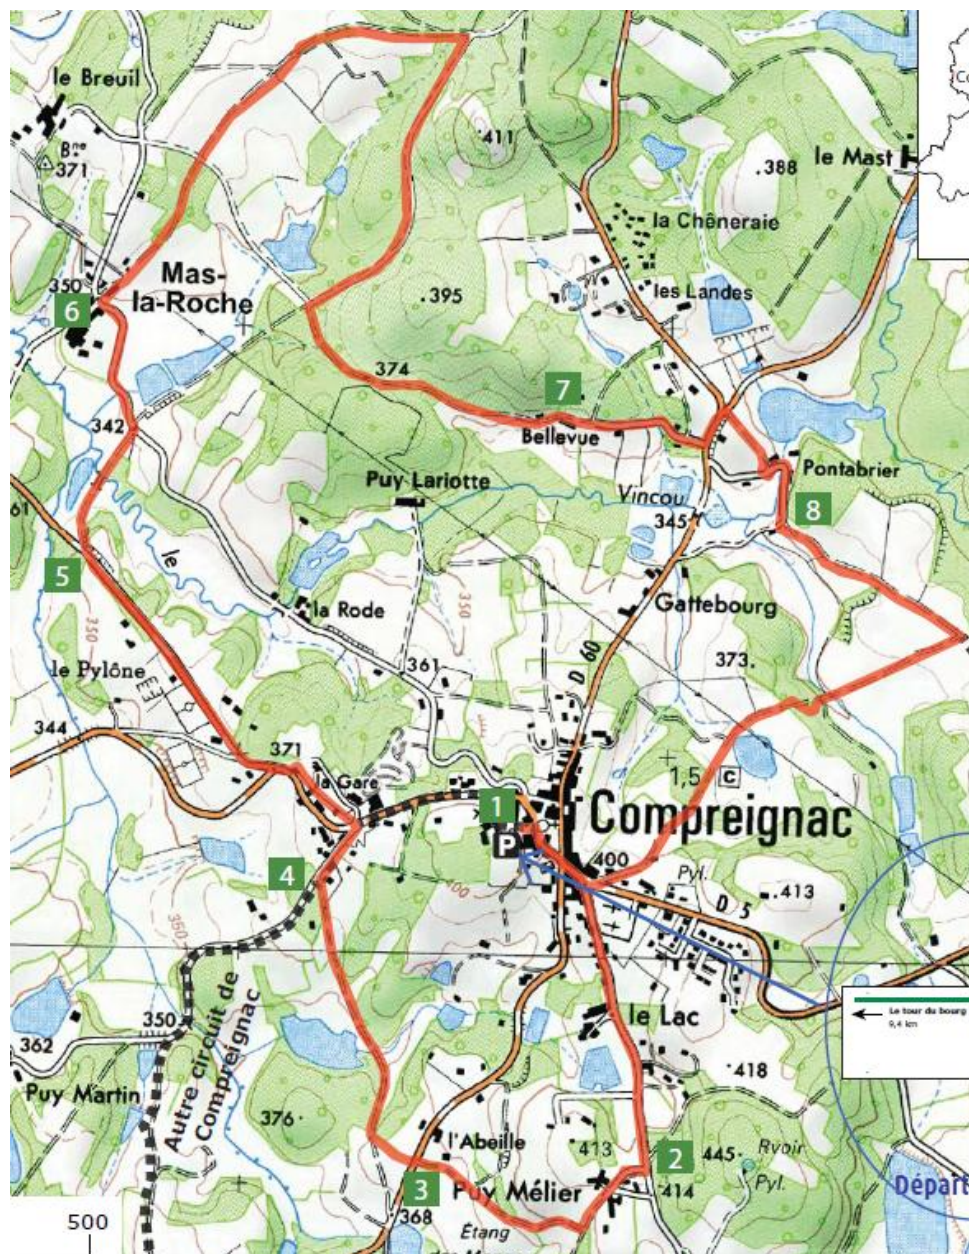 le Breuil
Bne
371
411
388
le Mast
la Chêneraie
350
Mas-
la-Roche
6
395
les Landes
374
7
342
Bellevue
Puy Lariotte
Pontabrier
Vincou
345
8
61
5
le
350
la Rode
350
Gattebourg
le Pylône
361
D 60
373
344
371
la Gare
1,5
C
1
Compreignac
P
400
4
400
Pyl.
413
D 5
350
Autre circuit de
Compreignac
le Lac
Le tour du bourg
9,4 km
350
362
Puy Martin
418
376
l'Abeille
413
2
445
Rvoir
Pyl.
3
Puy Mélier
414
Départ
368
Étang
500